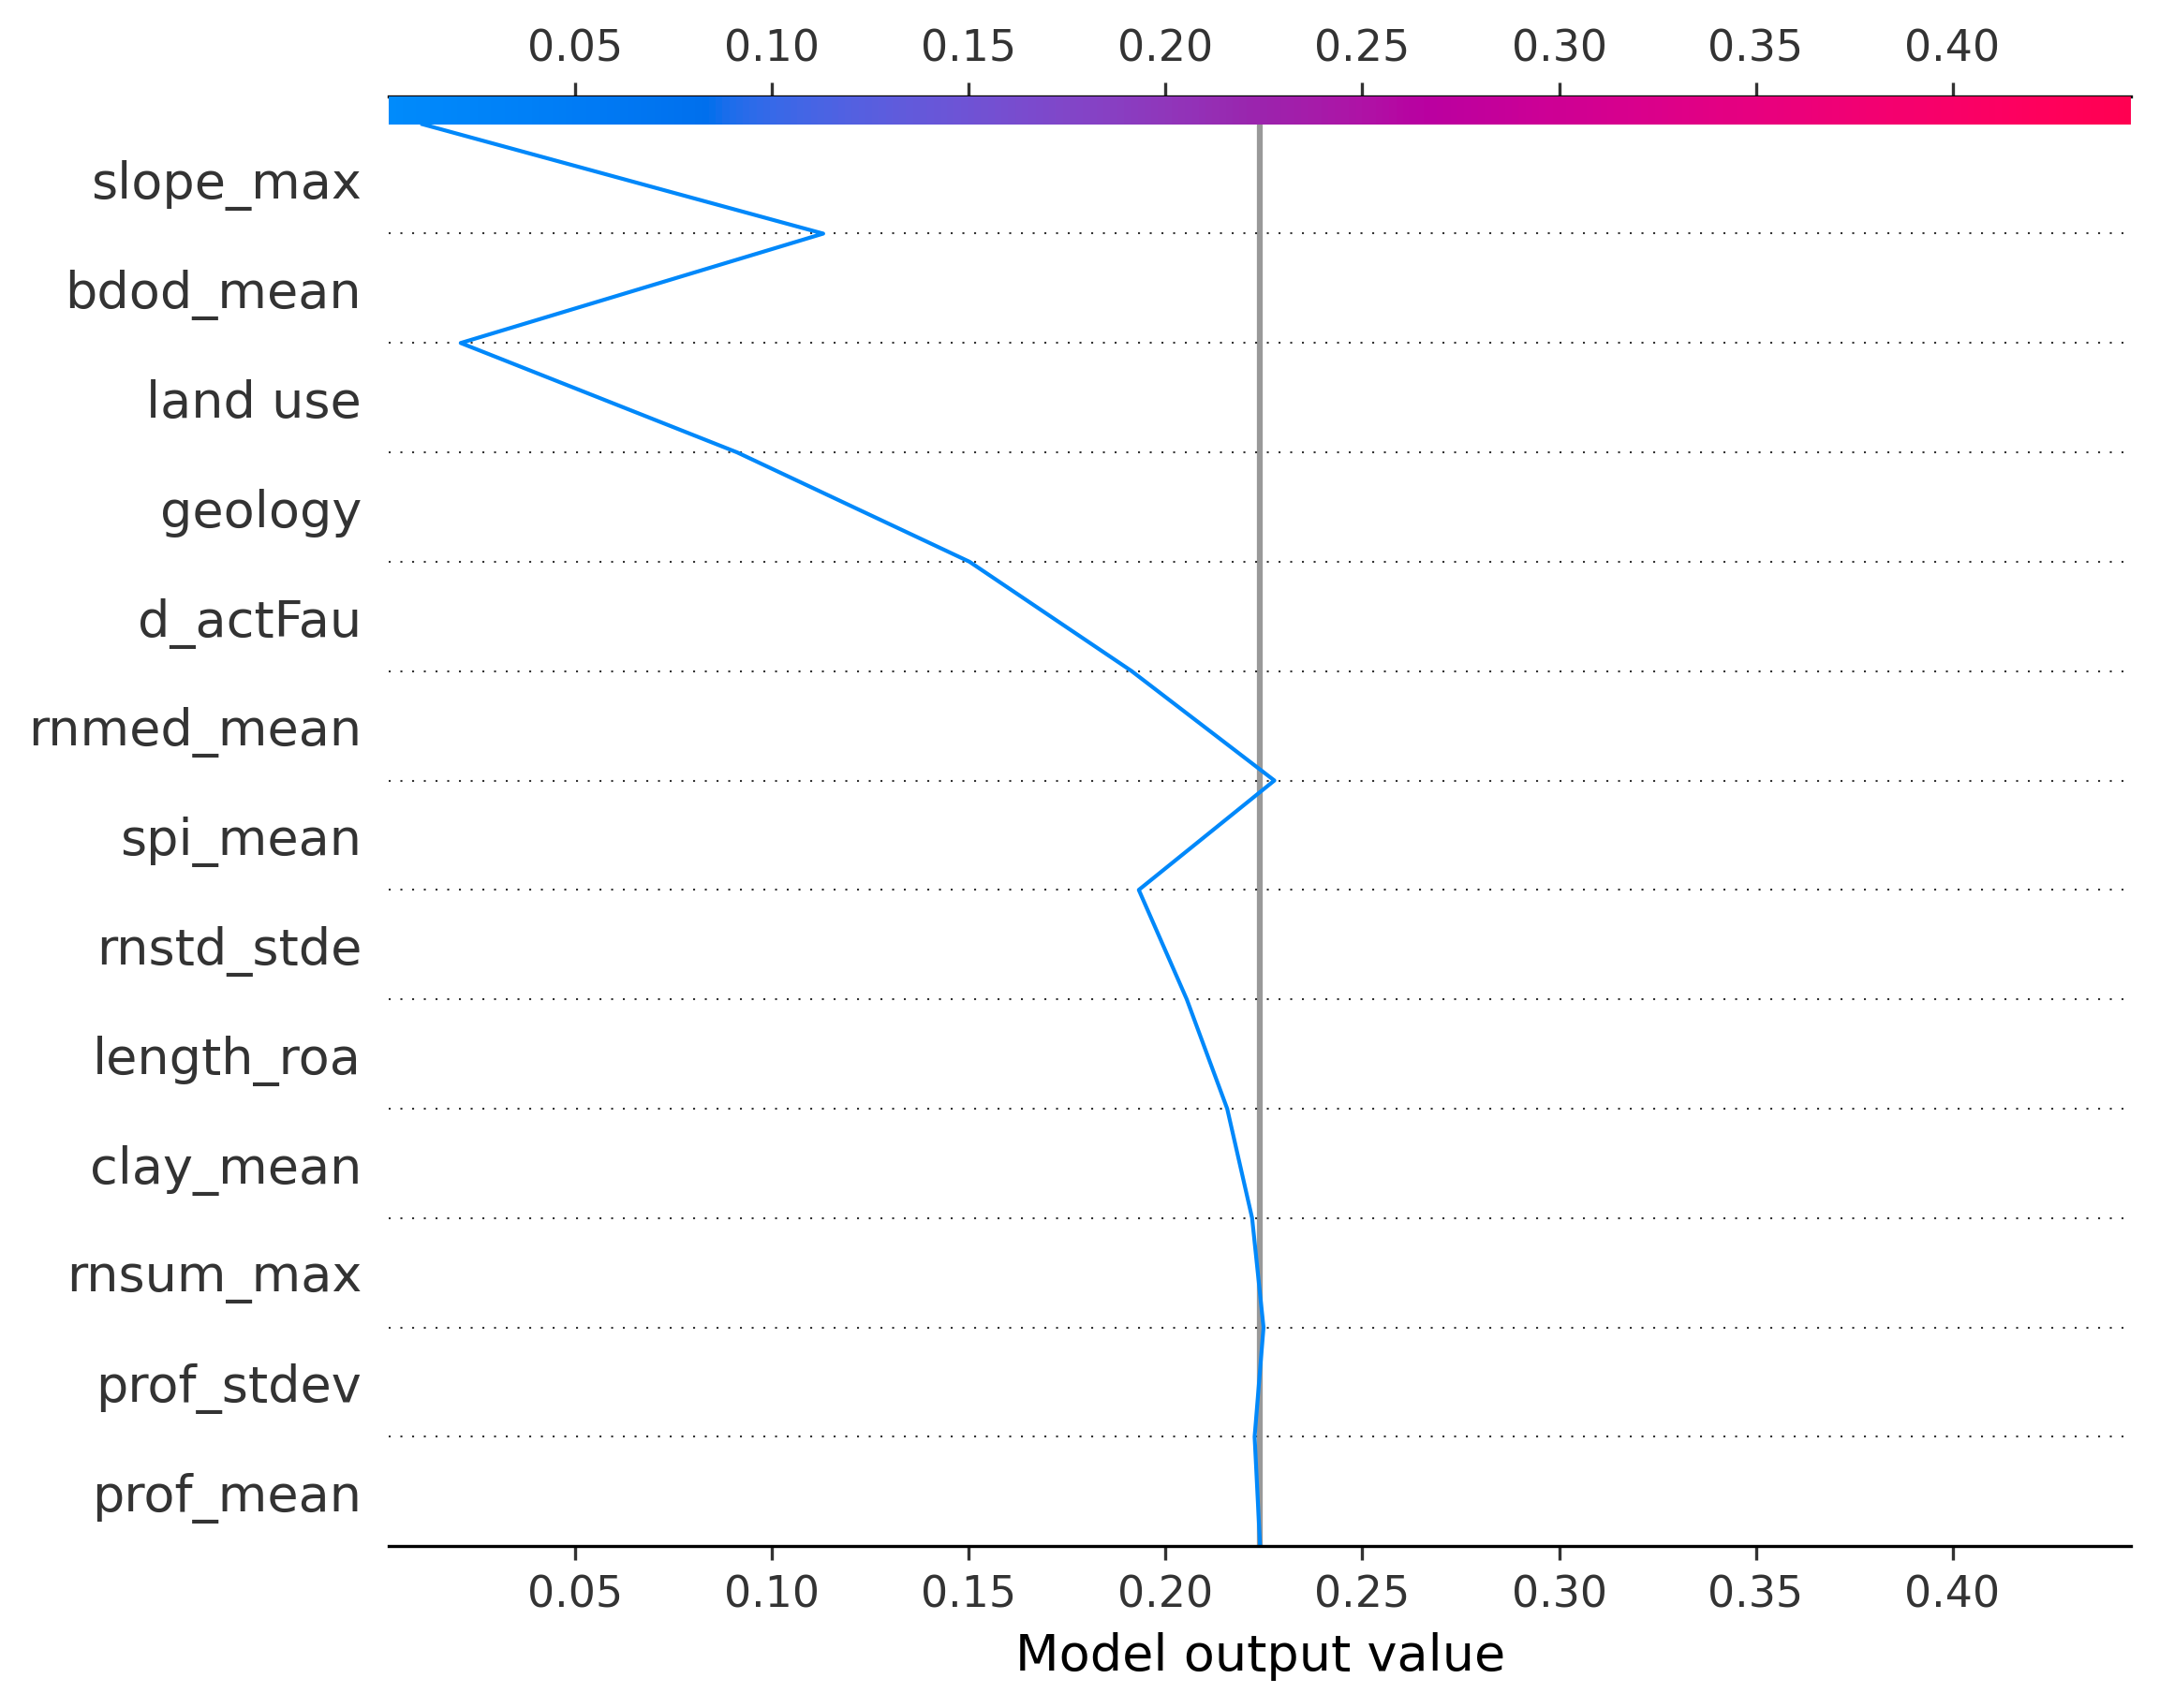 0.05 0.10 0.15 0.20 0.25 0.30 0.35 0.40
slope_max
bdod_mean
land use
geology
d_actFau
rnmed_mean
spi_mean
rnstd_stde
length_roa
clay_mean
rnsum_max
prof_stdev
prof_mean
0.05 0.10 0.15 0.20 0.25 0.30 0.35 0.40
Model output value